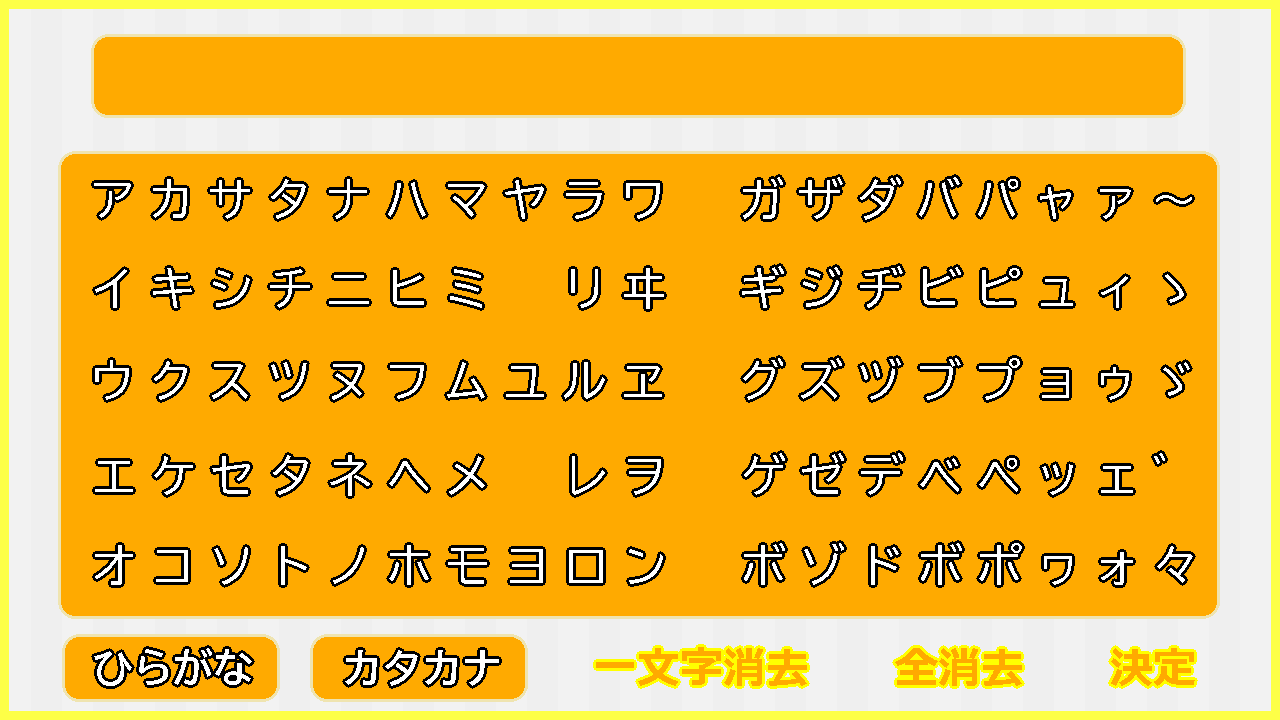 アカサタナハマヤラワ　ガザダバパャァ～
イキシチニヒミ　リヰ　ギジヂビピュィゝ
ウクスツヌフムユルヱ　グズヅブプョゥゞ
エケセタネヘメ　レヲ　ゲゼデベペッェ゛
オコソトノホモヨロン　ボゾドボポヮォ々
ひらがな　カタカナ　一文字消去　全消去　決定